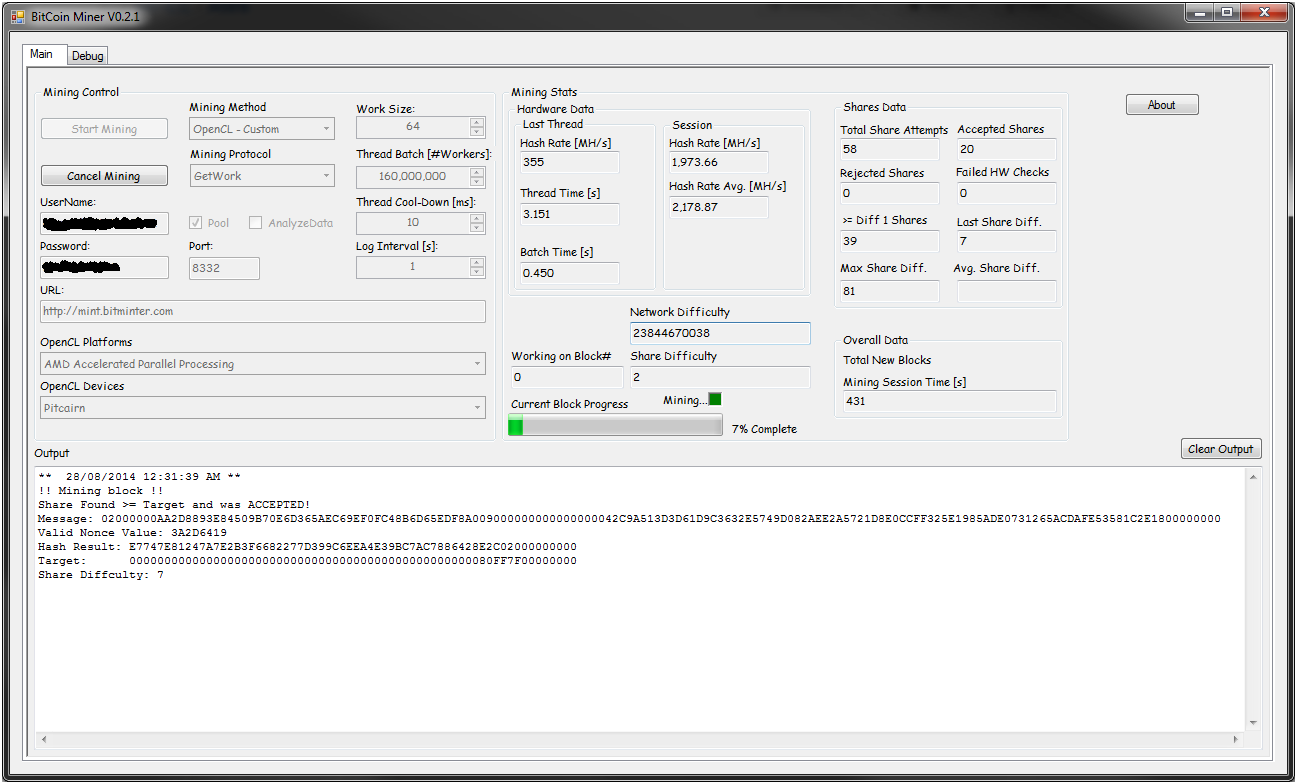 BitCoin Miner V0.2.1
Main
Debug
Mining Control
Start Mining
Mining Method
OpenCL - Custom
Work Size:
64
Cancel Mining
Mining Protocol
GetWork
Thread Batch [#Workers]:
160,000,000
UserName:
Pool
AnalyzeData
Thread Cool-Down [ms]:
10
Password:
Port:
8332
Log Interval [s]:
1
URL:
http://mint.bitminter.com
OpenCL Platforms
AMD Accelerated Parallel Processing
OpenCL Devices
Pitcairn
Mining Stats
Hardware Data
Last Thread
Hash Rate [MH/s]
355
Thread Time [s]
3.151
Batch Time [s]
0.450
Session
Hash Rate [MH/s]
1,973.66
Hash Rate Avg. [MH/s]
2,178.87
Network Difficulty
23844670038
Working on Block#
0
Share Difficulty
2
Current Block Progress
Mining...
7% Complete
Shares Data
Total Share Attempts
58
Accepted Shares
20
Rejected Shares
0
Failed HW Checks
0
>= Diff 1 Shares
39
Last Share Diff.
7
Max Share Diff.
81
Avg. Share Diff.
Overall Data
Total New Blocks
Mining Session Time [s]
431
About
Clear Output
Output
** 28/08/2014 12:31:39 AM **
!! Mining block !!
Share Found >= Target and was ACCEPTED!
Message: 02000000AA2D8893E84509B70E6D365AEC69EF0FC48B6D65EDF8A0090000000000000000042C9A513D3D61D9C3632E5749D082AEE2A5721D8E0CCFF325E1985ADE0731265ACDAFE53581C2E1800000000
Valid Nonce Value: 3A2D6419
Hash Result: E7747E81247A7E2B3F6682277D399C6EEA4E39BC7AC7886428E2C02000000000
Target: 0000000000000000000000000000000000000000000000000080FF7F00000000
Share Diffculty: 7